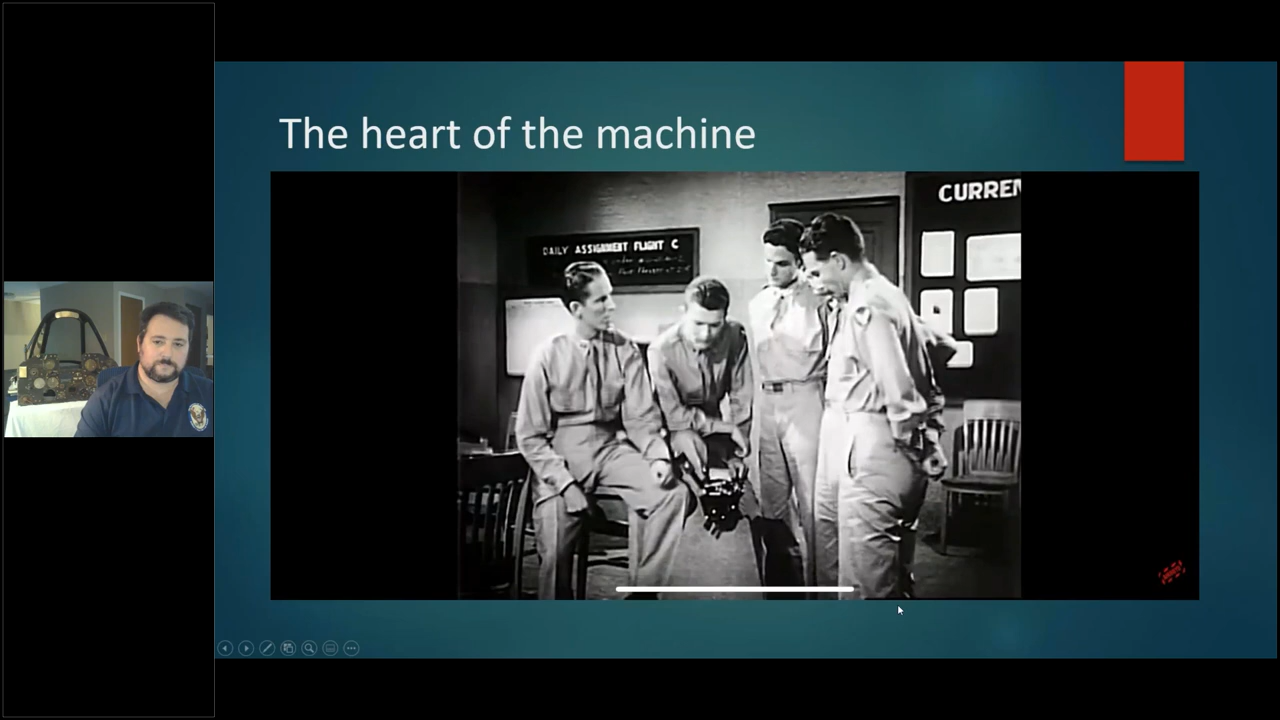 The heart of the machine
CURREN
DAILY ASSIGNMENT FLIGHT C